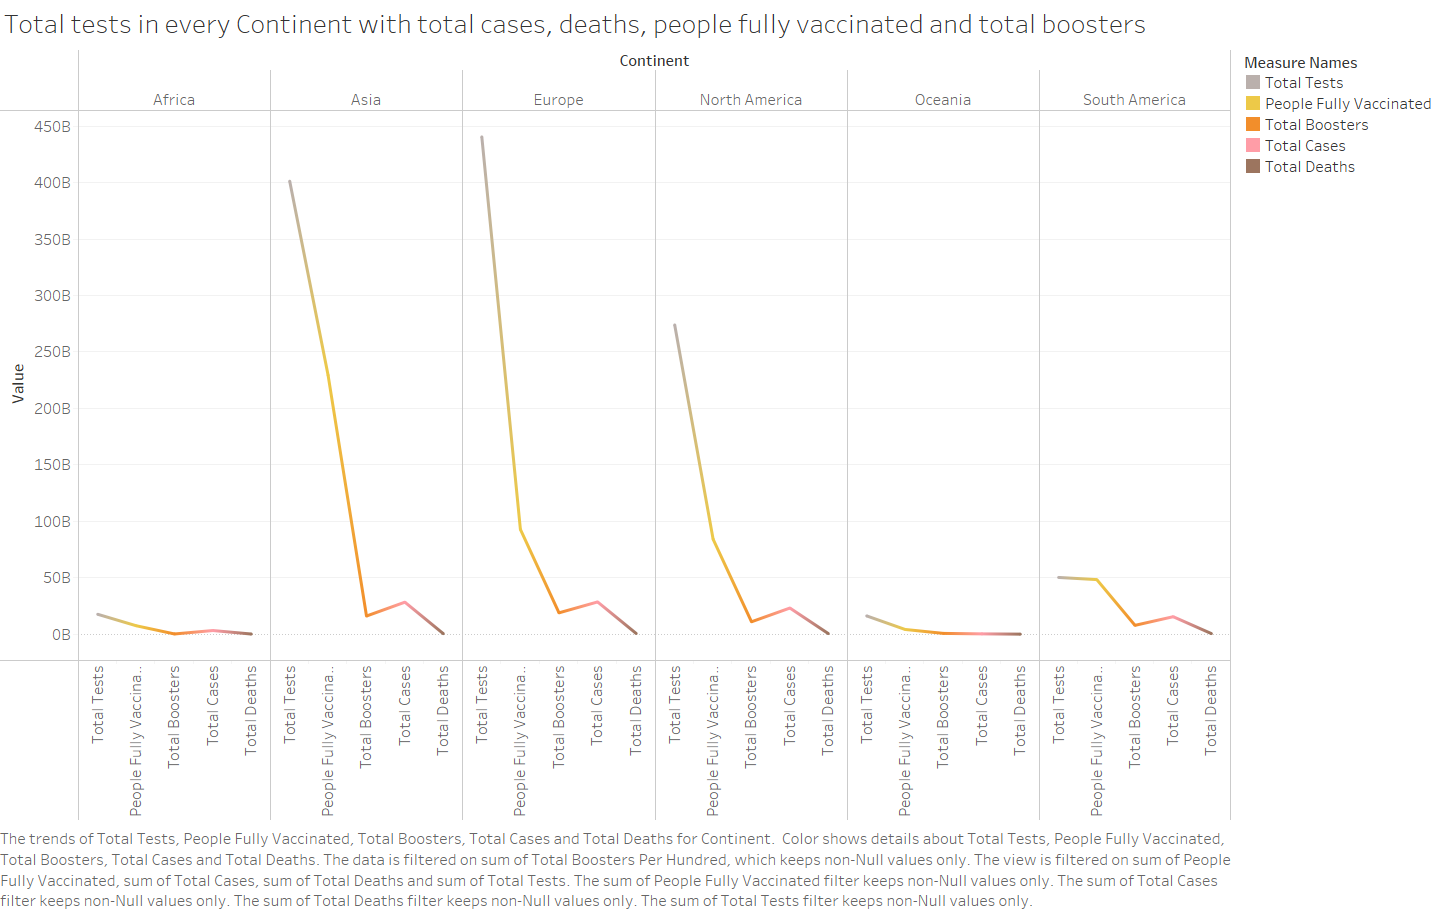 Total tests in every Continent with total cases, deaths, people fully vaccinated and total boosters
Continent
Africa Asia Europe North America Oceania South America
450B
400B
350B
300B
250B
200B
150B
100B
50B
0B
Value
Total Tests
People Fully Vaccina..
Total Boosters
Total Cases
Total Deaths
Total Tests
People Fully Vaccina..
Total Boosters
Total Cases
Total Deaths
Total Tests
People Fully Vaccina..
Total Boosters
Total Cases
Total Deaths
Total Tests
People Fully Vaccina..
Total Boosters
Total Cases
Total Deaths
Total Tests
People Fully Vaccina..
Total Boosters
Total Cases
Total Deaths
Total Tests
People Fully Vaccina..
Total Boosters
Total Cases
Total Deaths
Measure Names
Total Tests
People Fully Vaccinated
Total Boosters
Total Cases
Total Deaths
The trends of Total Tests, People Fully Vaccinated, Total Boosters, Total Cases and Total Deaths for Continent.  Color shows details about Total Tests, People Fully Vaccinated,
Total Boosters, Total Cases and Total Deaths. The data is filtered on sum of Total Boosters Per Hundred, which keeps non-Null values only. The view is filtered on sum of People
Fully Vaccinated, sum of Total Cases, sum of Total Deaths and sum of Total Tests. The sum of People Fully Vaccinated filter keeps non-Null values only. The sum of Total Cases
filter keeps non-Null values only. The sum of Total Deaths filter keeps non-Null values only. The sum of Total Tests filter keeps non-Null values only.